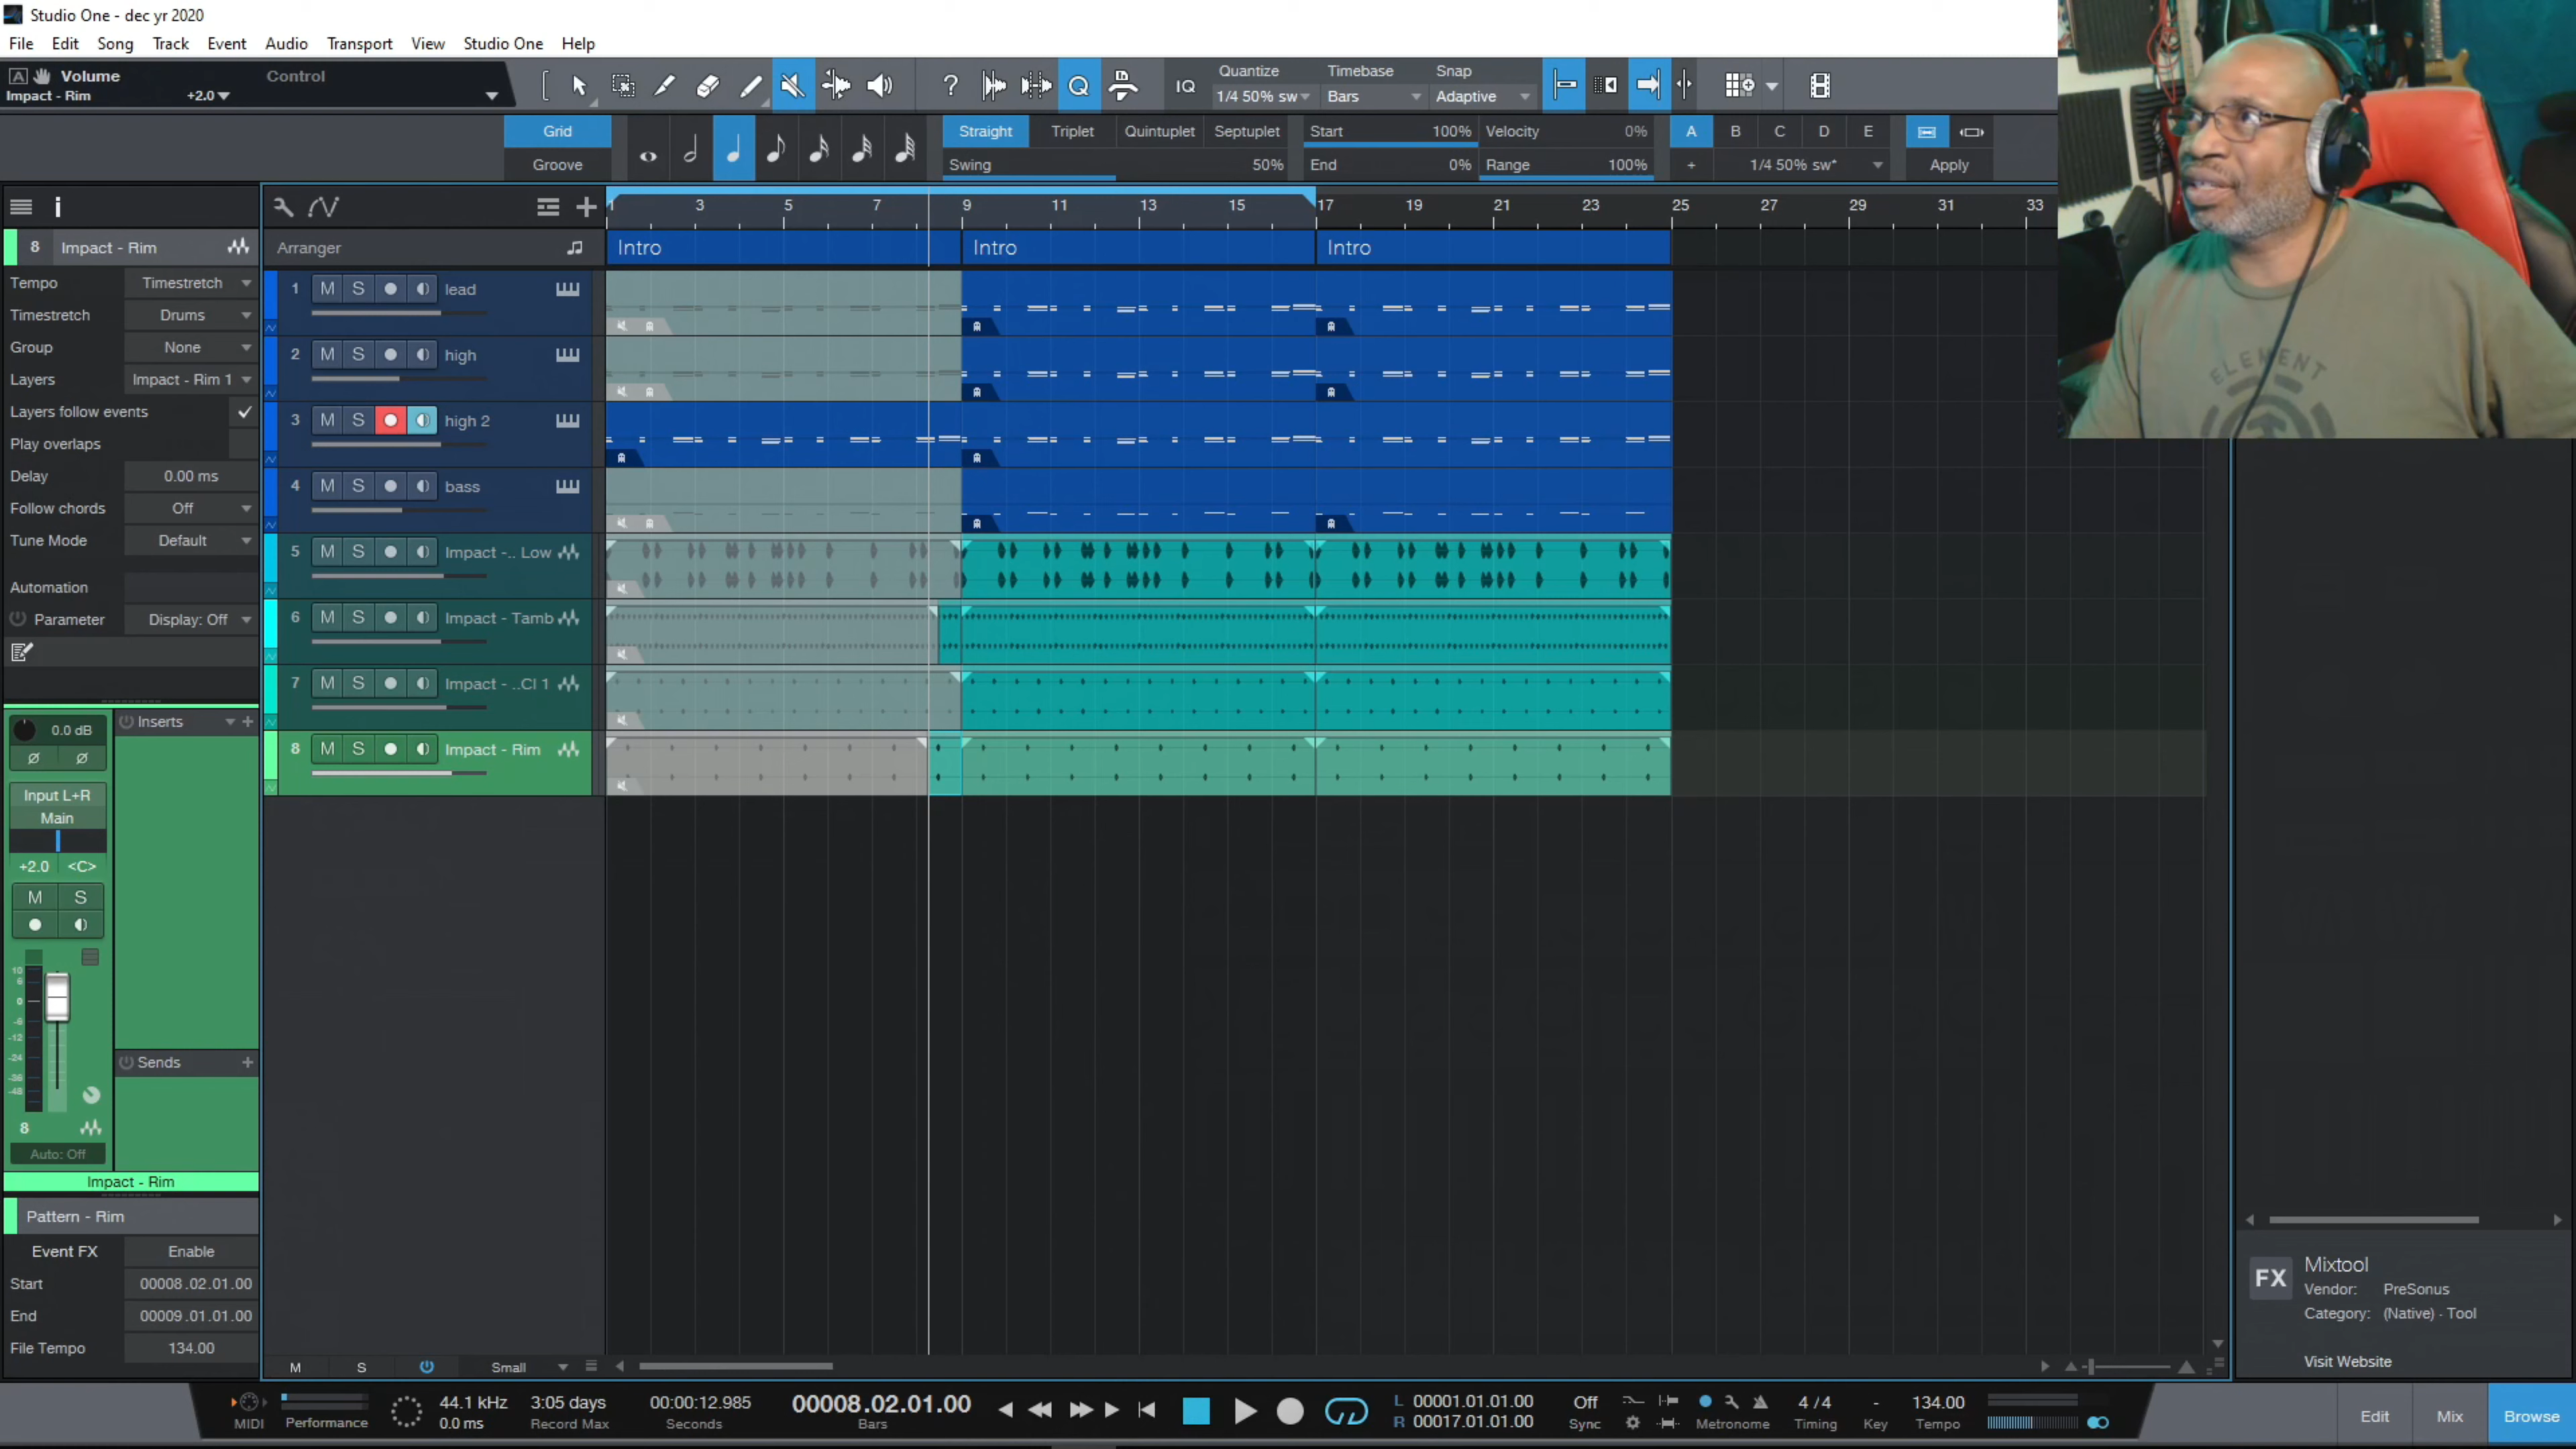 Studio One - dec yr 2020
File Edit Song Track Event Audio Transport View Studio One Help
A Volume Control
Impact - Rim +2.0
? Q IQ
Quantize Timebase Snap
1/4 50% sw Bars Adaptive
Grid
Groove
Straight Triplet Quintuplet Septuplet
Swing 50%
Start 100% Velocity 0%
End 0% Range 100%
A B C D E
+ 1/4 50% sw* Apply
i
1 3 5 7 9 11 13 15 17 19 21 23 25 27 29 31 33
8 Impact - Rim
Arranger Intro Intro Intro
Tempo Timestretch
Timestretch Drums
Group None
Layers Impact - Rim 1
Layers follow events
Play overlaps
Delay 0.00 ms
Follow chords Off
Tune Mode Default
Automation
Parameter Display: Off
1 M S lead
2 M S high
3 M S high 2
4 M S bass
5 M S Impact -.. Low
6 M S Impact - Tamb
7 M S Impact - ..Cl 1
8 M S Impact - Rim
ELEMENT
0.0 dB Inserts
Ø Ø
Input L+R
Main
+2.0 <C>
M S
10
6
0
-6
-12
-24
-36
-48
Sends
8
Auto: Off
Impact - Rim
Pattern - Rim
Event FX Enable
Start 00008.02.01.00
End 00009.01.01.00
File Tempo 134.00
M S Small
FX Mixtool
Vendor: PreSonus
Category: (Native) - Tool
Visit Website
MIDI Performance
44.1 kHz 3:05 days 00:00:12.985 00008.02.01.00
0.0 ms Record Max Seconds Bars
L 00001.01.01.00
R 00017.01.01.00
Off 4 / 4 - 134.00
Sync Metronome Timing Key Tempo
Edit Mix Browse